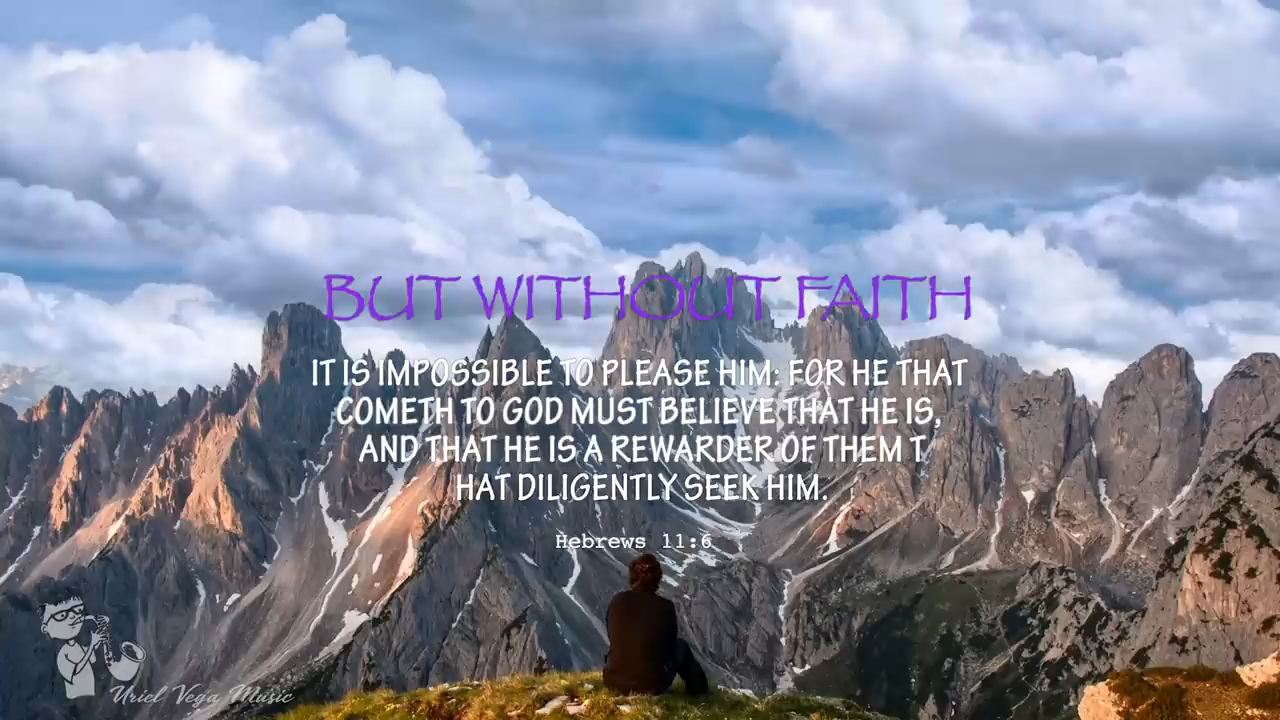 BUT WITHOUT FAITH
IT IS IMPOSSIBLE TO PLEASE HIM: FOR HE THAT
COMETH TO GOD MUST BELIEVE THAT HE IS,
AND THAT HE IS A REWARDER OF THEM T
HAT DILIGENTLY SEEK HIM.
Hebrews 11:6
Uriel Vega Music